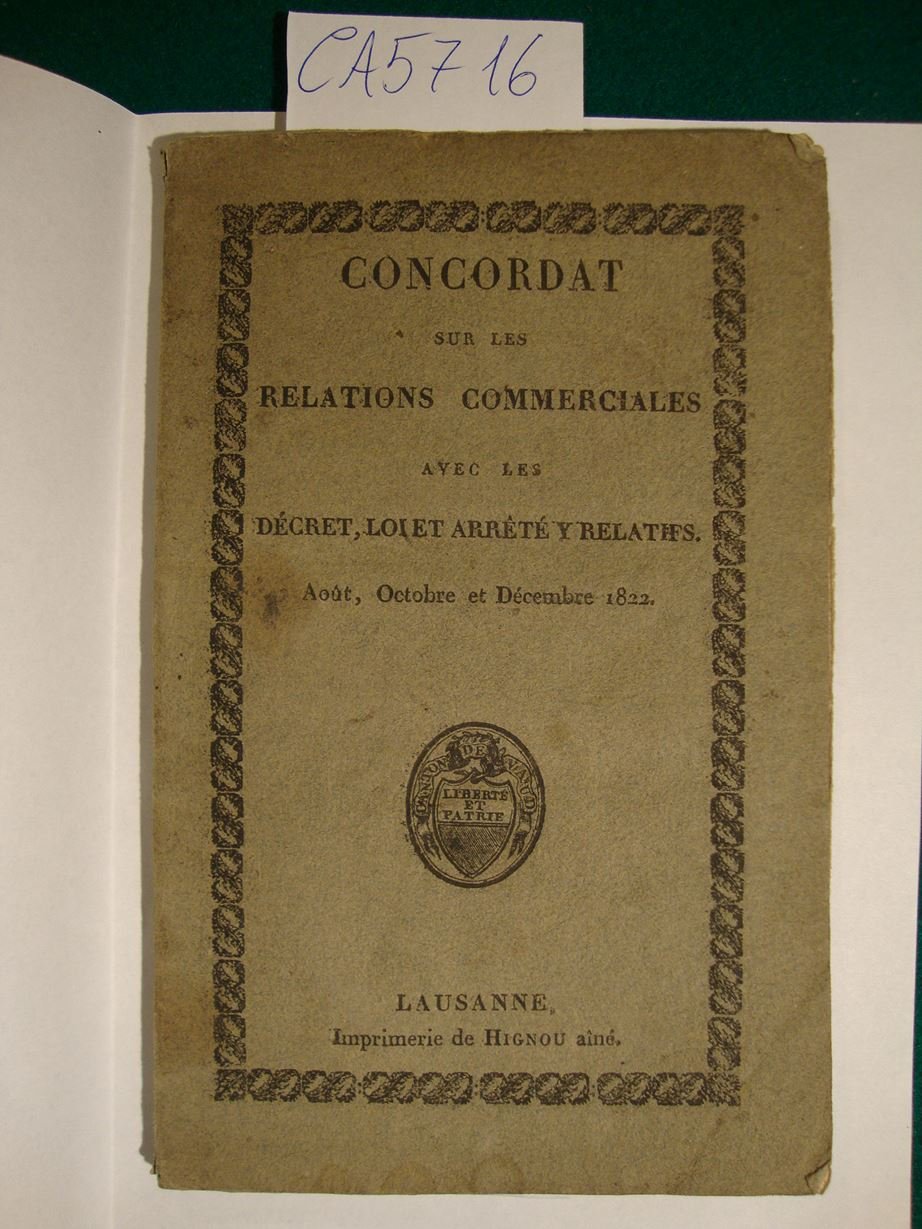 CA5716
CONCORDAT
SUR LES
RELATIONS COMMERCIALES
AVEC LES
DÉCRET, LOI ET ARRÊTÉ Y RELATIFS.
Août, Octobre et Décembre 1822.
CANTON DE VAUD
LIBERTÉ
ET
PATRIE
LAUSANNE,
Imprimerie de HIGNOU aîné.